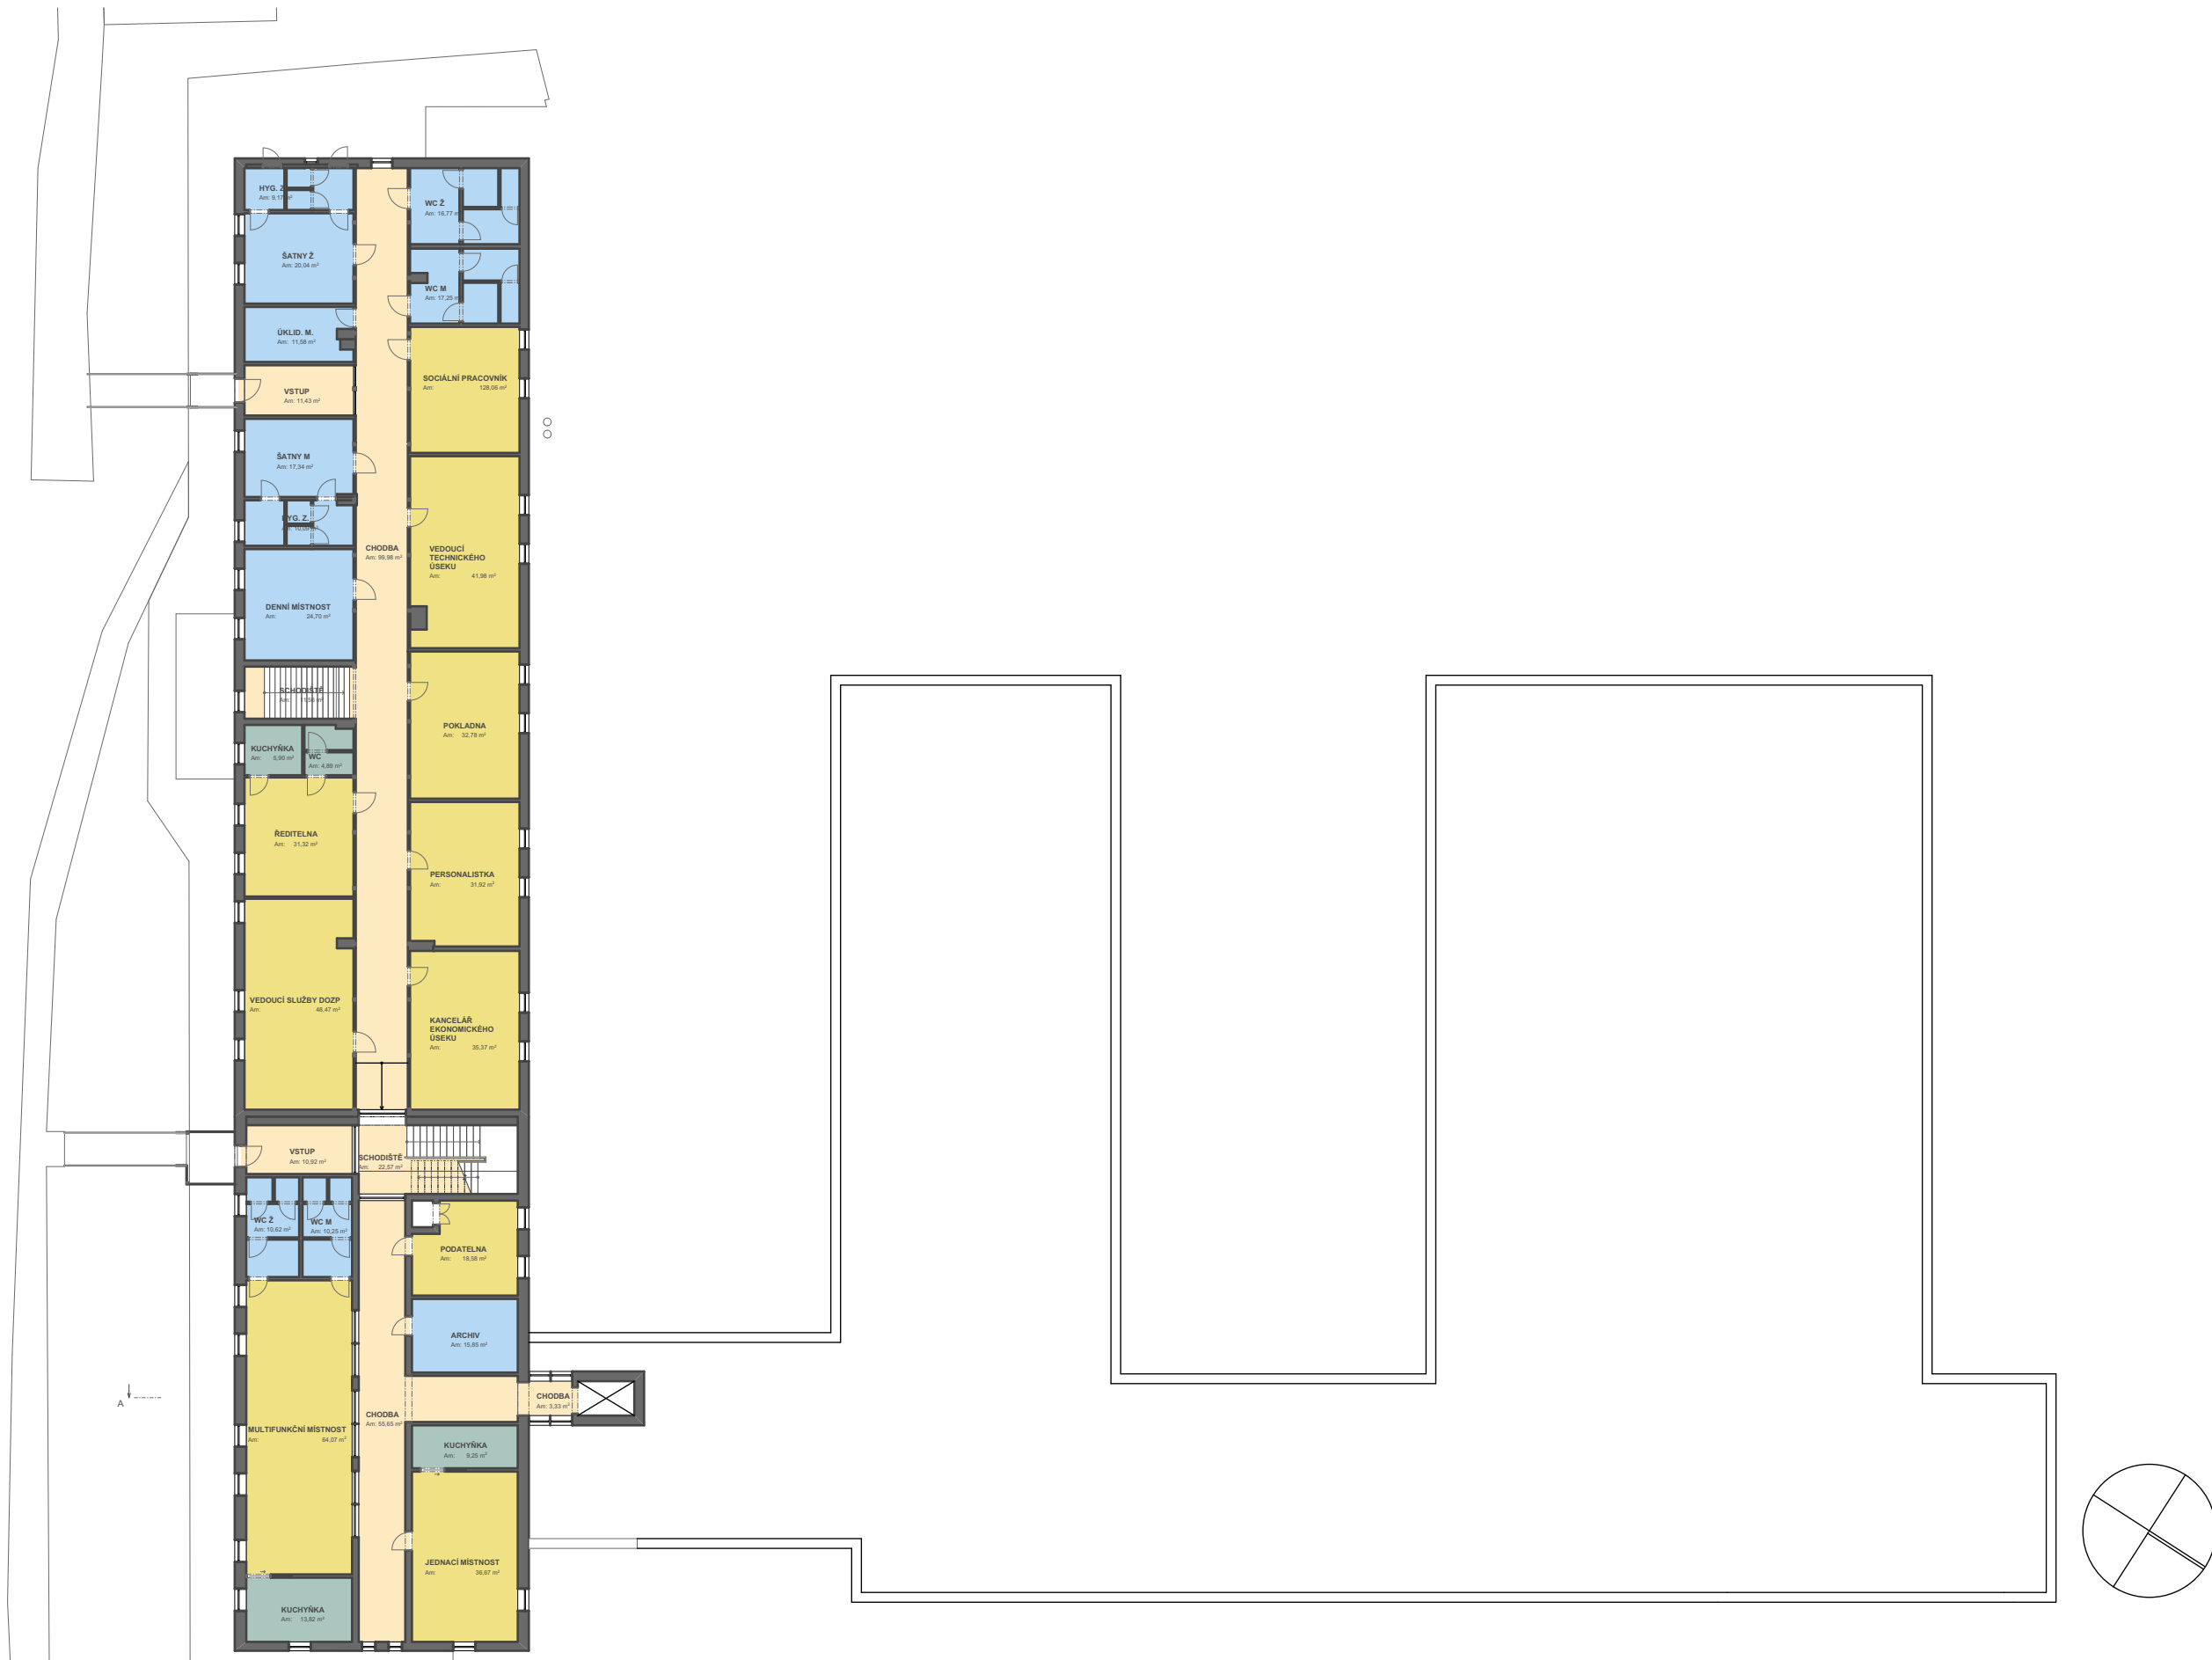 HYG. Z
Am: 9,17 m²
WC Ž
Am: 16,77 m
ŠATNY Ž
Am: 20,04 m²
WC M
Am: 17,25 m
ÚKLID. M.
Am: 11,58 m²
SOCIÁLNÍ PRACOVNÍK
Am: 128,06 m²
VSTUP
Am: 11,43 m²
ŠATNY M
Am: 17,34 m²
HYG. Z.
CHODBA
Am: 99,98 m²
VEDOUCÍ
TECHNICKÉHO
ÚSEKU
Am: 41,98 m²
DENNÍ MÍSTNOST
Am: 24,70 m²
SCHODIŠTĚ
Am:
POKLADNA
Am: 32,78 m²
KUCHYŇKA
Am: 5,90 m²
WC
Am: 4,89 m²
ŘEDITELNA
Am: 31,32 m²
PERSONALISTKA
Am: 31,92 m²
VEDOUCÍ SLUŽBY DOZP
Am: 48,47 m²
KANCELÁŘ
EKONOMICKÉHO
ÚSEKU
Am: 35,37 m²
VSTUP
Am: 10,92 m²
SCHODIŠTĚ
Am: 22,57 m²
WC Ž
Am: 10,62 m²
WC M
Am: 10,25 m²
PODATELNA
Am: 18,58 m²
ARCHIV
Am: 15,85 m²
CHODBA
Am: 3,33 m²
A
CHODBA
Am: 55,65 m²
MULTIFUNKČNÍ MÍSTNOST
Am: 64,07 m²
KUCHYŇKA
Am: 9,25 m²
JEDNACÍ MÍSTNOST
Am: 36,67 m²
KUCHYŇKA
Am: 13,82 m²